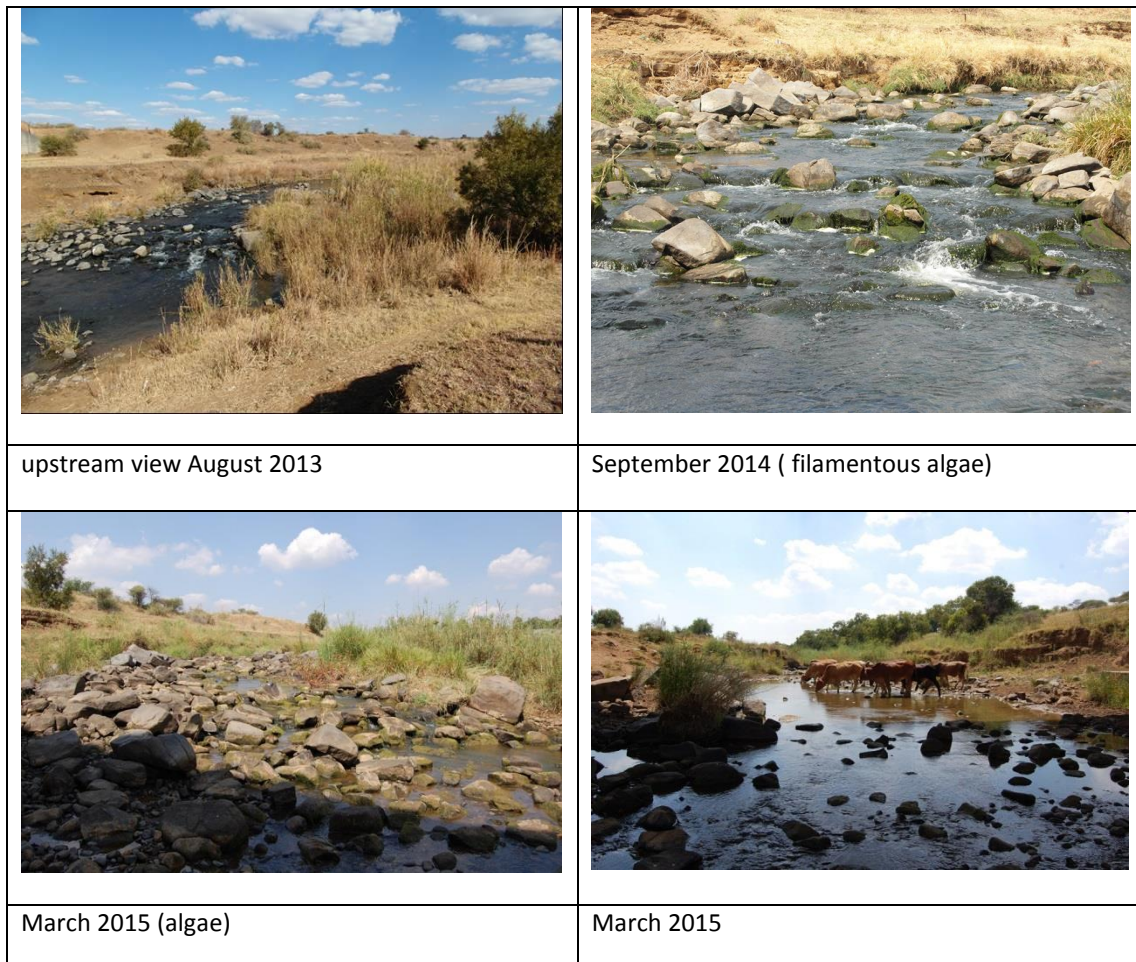 upstream view August 2013
September 2014 ( filamentous algae)
March 2015 (algae)
March 2015